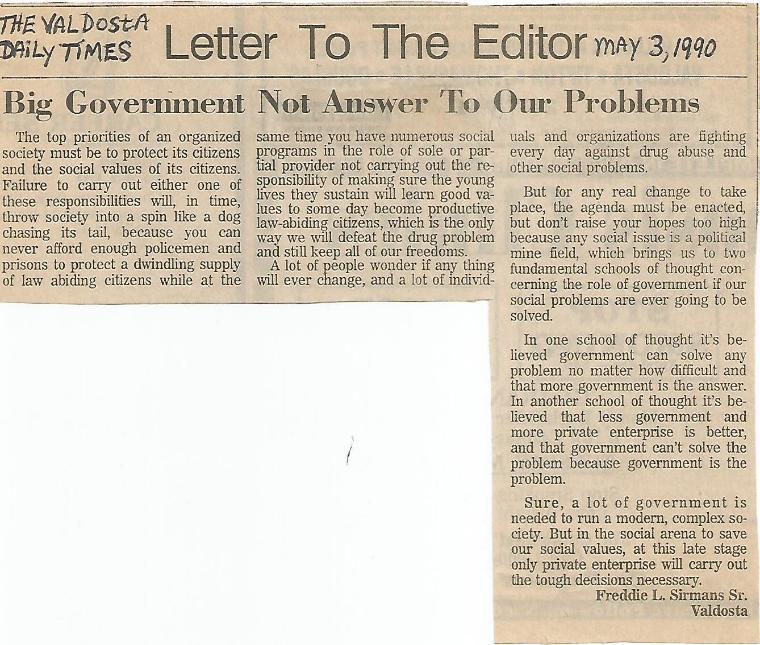 THE VALDOSTA
DAILY TIMES
Letter To The Editor
MAY 3, 1990
Big Government Not Answer To Our Problems
The top priorities of an organized
society must be to protect its citizens
and the social values of its citizens.
Failure to carry out either one of
these responsibilities will, in time,
throw society into a spin like a dog
chasing its tail, because you can
never afford enough policemen and
prisons to protect a dwindling supply
of law abiding citizens while at the
same time you have numerous social
programs in the role of sole or par-
tial provider not carrying out the re-
sponsibility of making sure the young
lives they sustain will learn good va-
lues to some day become productive
law-abiding citizens, which is the only
way we will defeat the drug problem
and still keep all of our freedoms.
A lot of people wonder if any thing
will ever change, and a lot of individ-
uals and organizations are fighting
every day against drug abuse and
other social problems.
But for any real change to take
place, the agenda must be enacted,
but don't raise your hopes too high
because any social issue is a political
mine field, which brings us to two
fundamental schools of thought con-
cerning the role of government if our
social problems are ever going to be
solved.
In one school of thought it's be-
lieved government can solve any
problem no matter how difficult and
that more government is the answer.
In another school of thought it's be-
lieved that less government and
more private enterprise is better,
and that government can't solve the
problem because government is the
problem.
Sure, a lot of government is
needed to run a modern, complex so-
ciety. But in the social arena to save
our social values, at this late stage
only private enterprise will carry out
the tough decisions necessary.
Freddie L. Sirmans Sr.
Valdosta